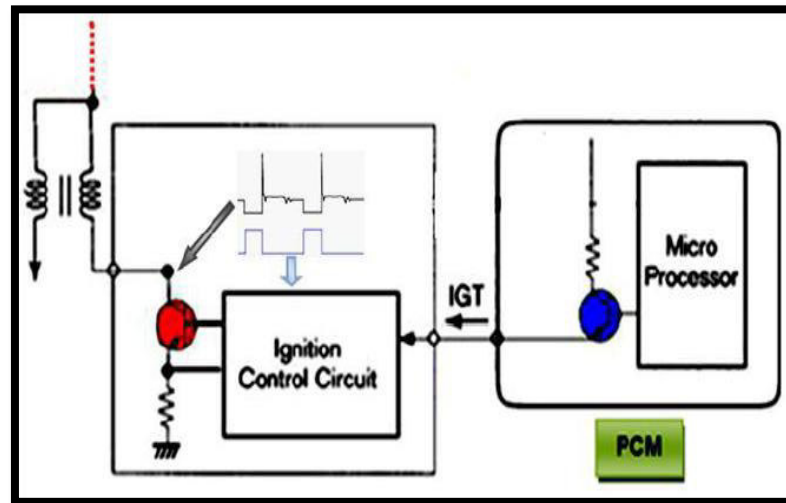 IGT
Ignition
Control Circuit
Micro
Processor
PCM